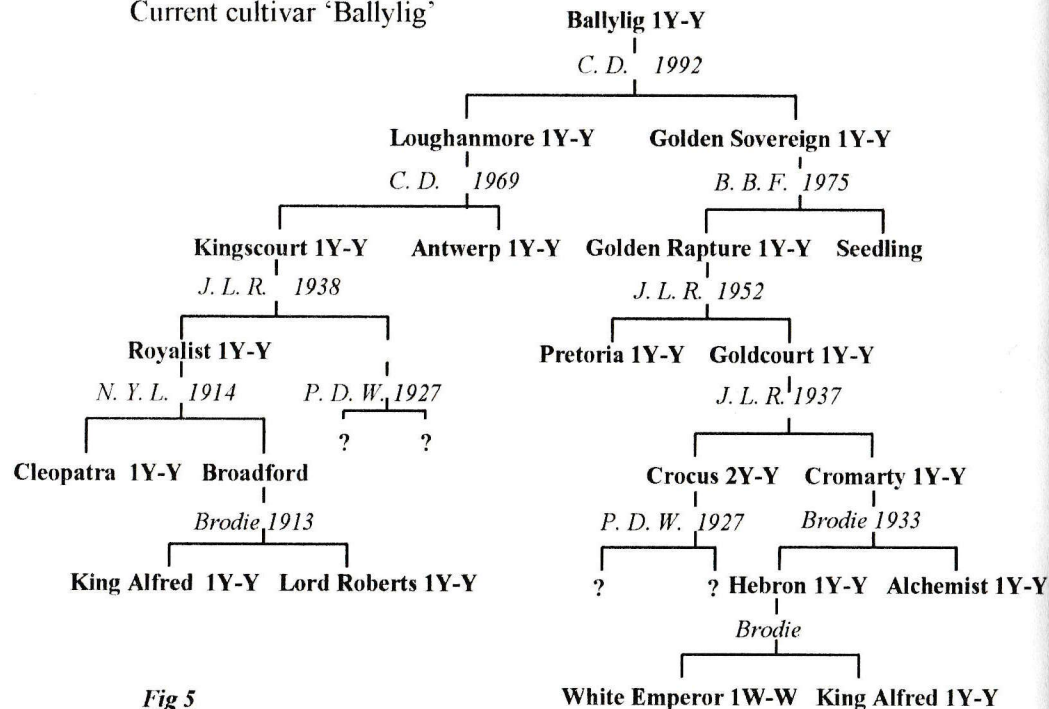 Current cultivar ‘Ballylig’
Ballylig 1Y-Y
C. D. 1992
Loughanmore 1Y-Y Golden Sovereign 1Y-Y
C. D. 1969 B. B. F. 1975
Kingscourt 1Y-Y Antwerp 1Y-Y Golden Rapture 1Y-Y Seedling
J. L. R. 1938 J. L. R. 1952
Royalist 1Y-Y Pretoria 1Y-Y Goldcourt 1Y-Y
N. Y. L. 1914 P. D. W. 1927 J. L. R. 1937
? ?
Cleopatra 1Y-Y Broadford Crocus 2Y-Y Cromarty 1Y-Y
Brodie 1913 P. D. W. 1927 Brodie 1933
King Alfred 1Y-Y Lord Roberts 1Y-Y ? ? Hebron 1Y-Y Alchemist 1Y-Y
Brodie
Fig 5 White Emperor 1W-W King Alfred 1Y-Y